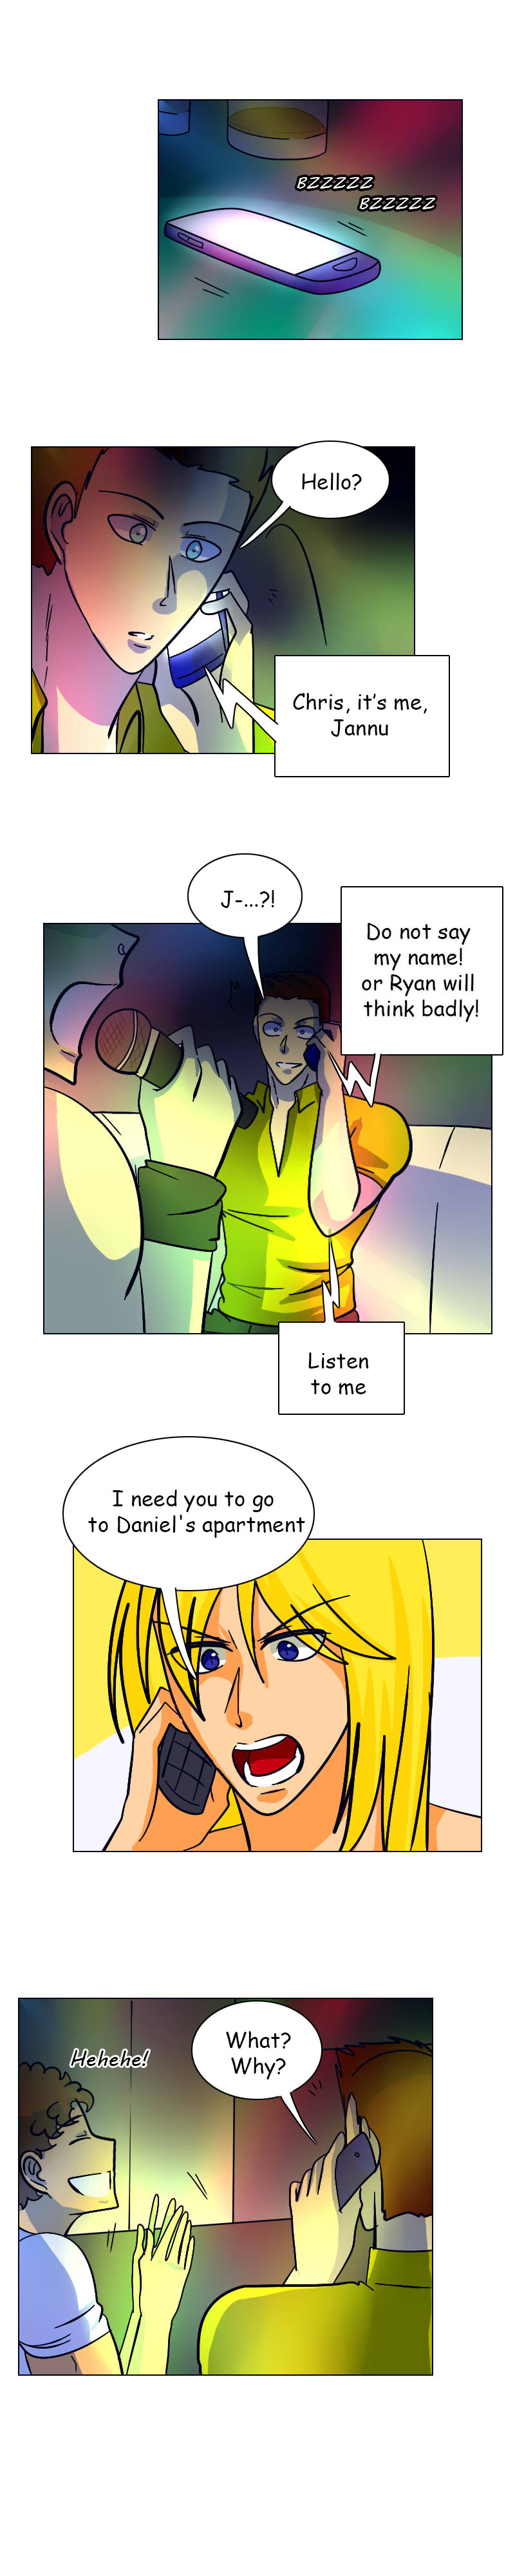 BZZZZZ
BZZZZZ
Hello?
Chris, it's me,
Jannu
J-...?!
Do not say
my name!
or Ryan will
think badly!
Listen
to me
I need you to go
to Daniel's apartment
What?
Why?
Hehehe!